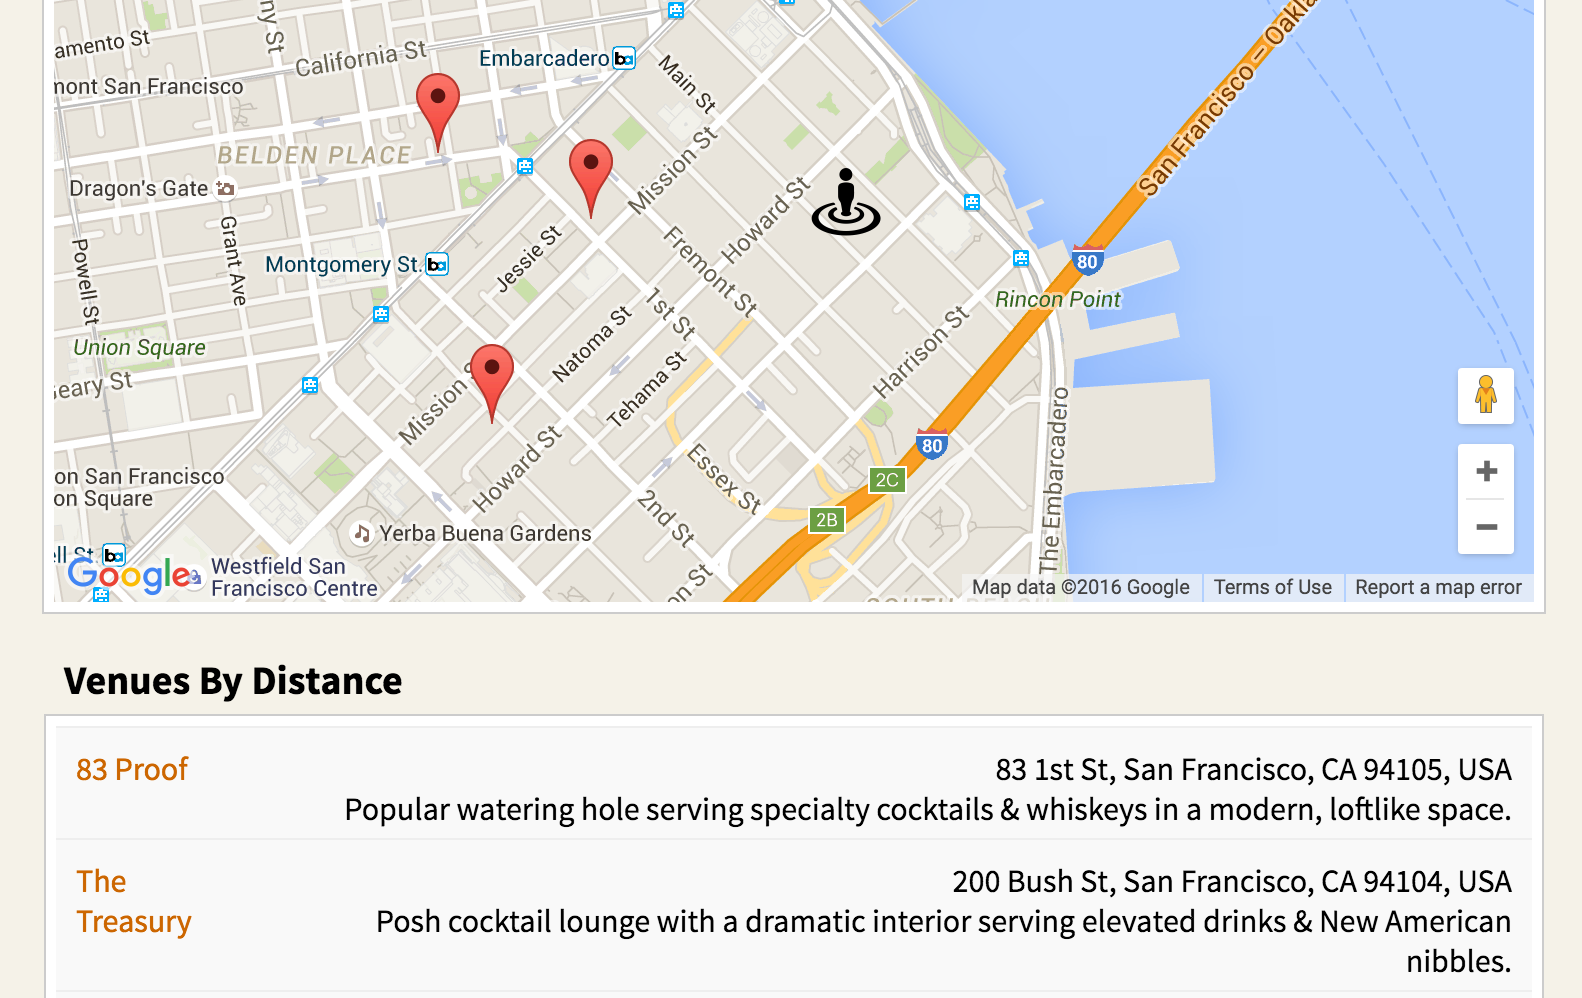 amento St
ny St
California St
Embarcadero
Main St
San Francisco – Oakla
mont San Francisco
BELDEN PLACE
Mission St
Dragon's Gate
Howard St
Grant Ave
Powell St
Jessie St
Fremont St
Montgomery St.
80
Rincon Point
1st St
Natoma St
Harrison St
Union Square
Tehama St
Geary St
Mission S
The Embarcadero
80
Howard St
Essex St
2C
on San Francisco
on Square
2nd St
2B
Yerba Buena Gardens
ell St
Google
Westfield San
Francisco Centre
on St
SOUTH BEACH
Map data ©2016 Google
Terms of Use
Report a map error
Venues By Distance
83 Proof
83 1st St, San Francisco, CA 94105, USA
Popular watering hole serving specialty cocktails & whiskeys in a modern, loftlike space.
The
Treasury
200 Bush St, San Francisco, CA 94104, USA
Posh cocktail lounge with a dramatic interior serving elevated drinks & New American
nibbles.